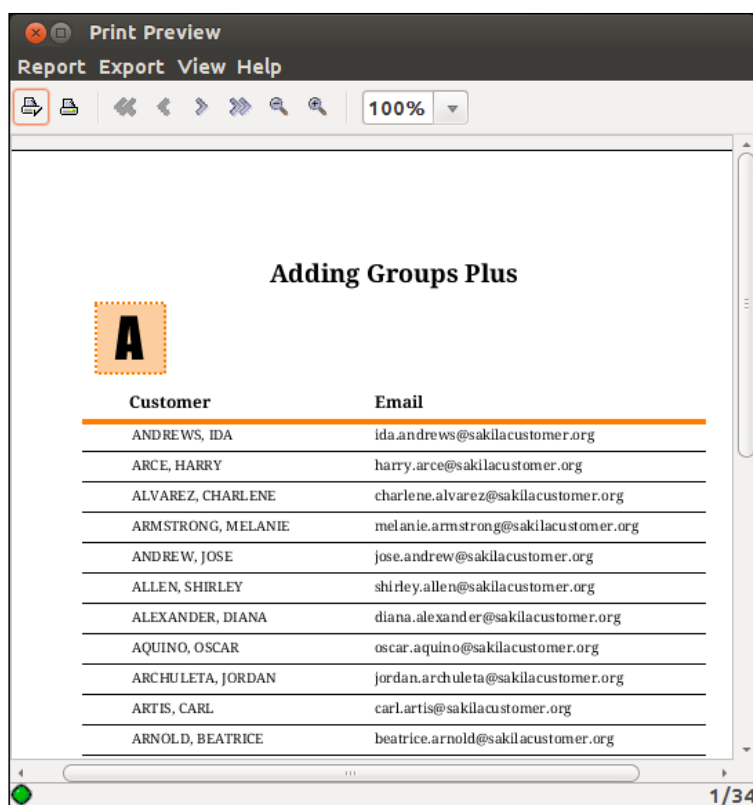 Print Preview
Report Export View Help
100%
Adding Groups Plus
A
Customer Email
ANDREWS, IDA ida.andrews@sakilacustomer.org
ARCE, HARRY harry.arce@sakilacustomer.org
ALVAREZ, CHARLENE charlene.alvarez@sakilacustomer.org
ARMSTRONG, MELANIE melanie.armstrong@sakilacustomer.org
ANDREW, JOSE jose.andrew@sakilacustomer.org
ALLEN, SHIRLEY shirley.allen@sakilacustomer.org
ALEXANDER, DIANA diana.alexander@sakilacustomer.org
AQUINO, OSCAR oscar.aquino@sakilacustomer.org
ARCHULETA, JORDAN jordan.archuleta@sakilacustomer.org
ARTIS, CARL carl.artis@sakilacustomer.org
ARNOLD, BEATRICE beatrice.arnold@sakilacustomer.org
1/34